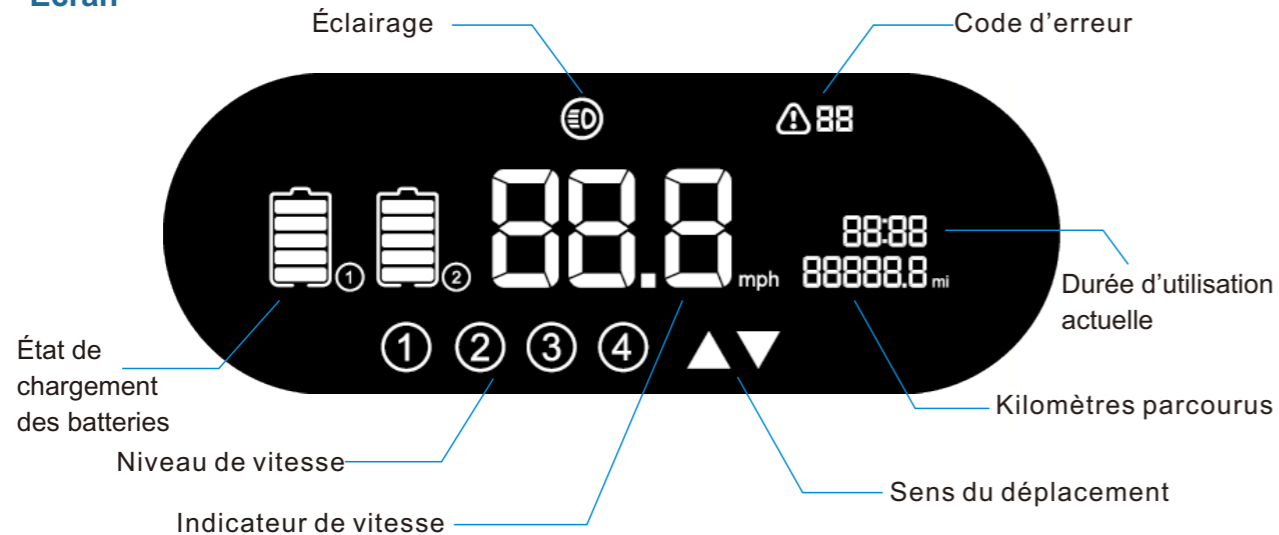 Écran
Éclairage
Code d’erreur
88
88.8
mph
88:88
88888.8 mi
1
2
Durée d’utilisation
actuelle
1 2 3 4
État de
chargement
des batteries
Kilomètres parcourus
Niveau de vitesse
Sens du déplacement
Indicateur de vitesse